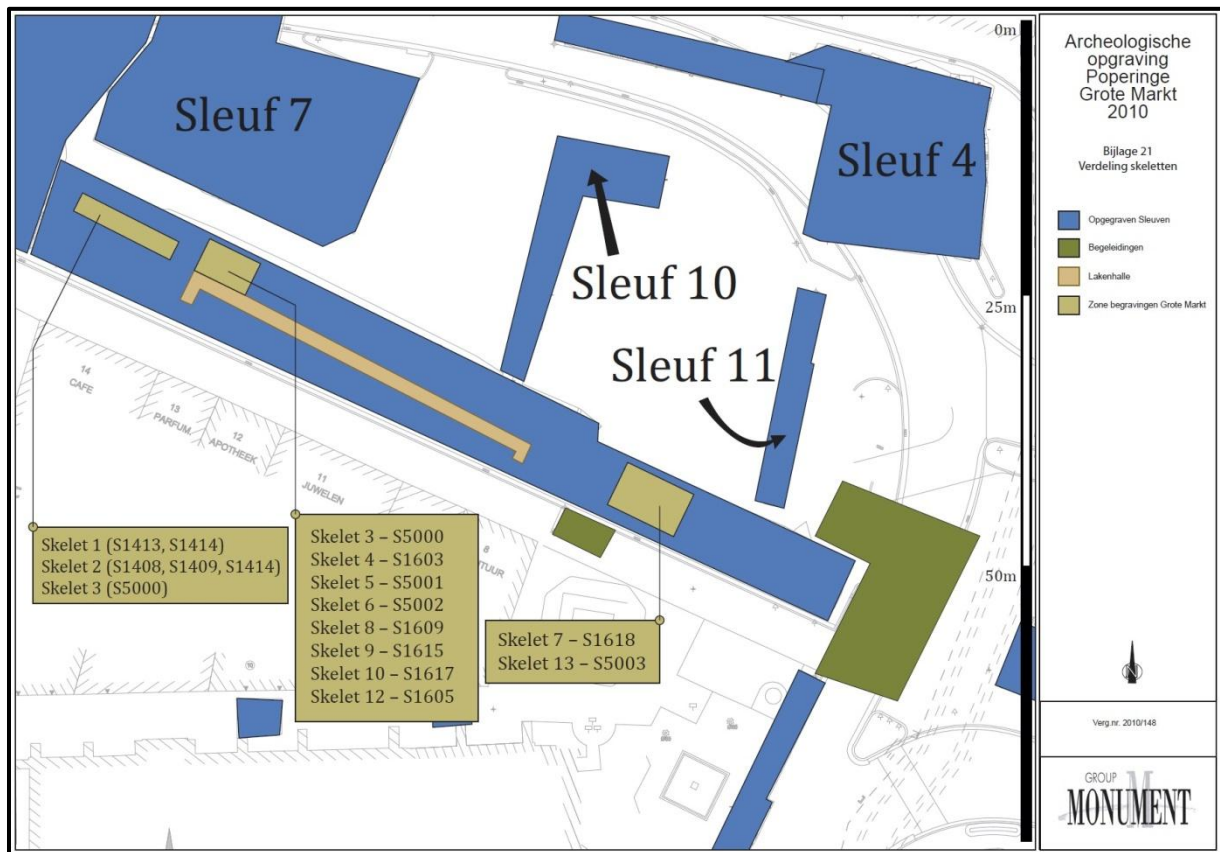 Sleuf 7
Sleuf 4
Sleuf 10
Sleuf 11
0m
25m
50m
14
CAFE
13
PARFUM.
12
APOTHEEK
11
JUWELEN
8
TUUR
Skelet 1 (S1413, S1414)
Skelet 2 (S1408, S1409, S1414)
Skelet 3 (S5000)
Skelet 3 – S5000
Skelet 4 – S1603
Skelet 5 – S5001
Skelet 6 – S5002
Skelet 8 – S1609
Skelet 9 – S1615
Skelet 10 – S1617
Skelet 12 – S1605
Skelet 7 – S1618
Skelet 13 – S5003
Archeologische
opgraving
Poperinge
Grote Markt
2010
Bijlage 21
Verdeling skeletten
Opgegraven Sleuven
Begeleidingen
Lakenhalle
Zone begravingen Grote Markt
Verg.nr. 2010/148
GROUP
MONUMENT